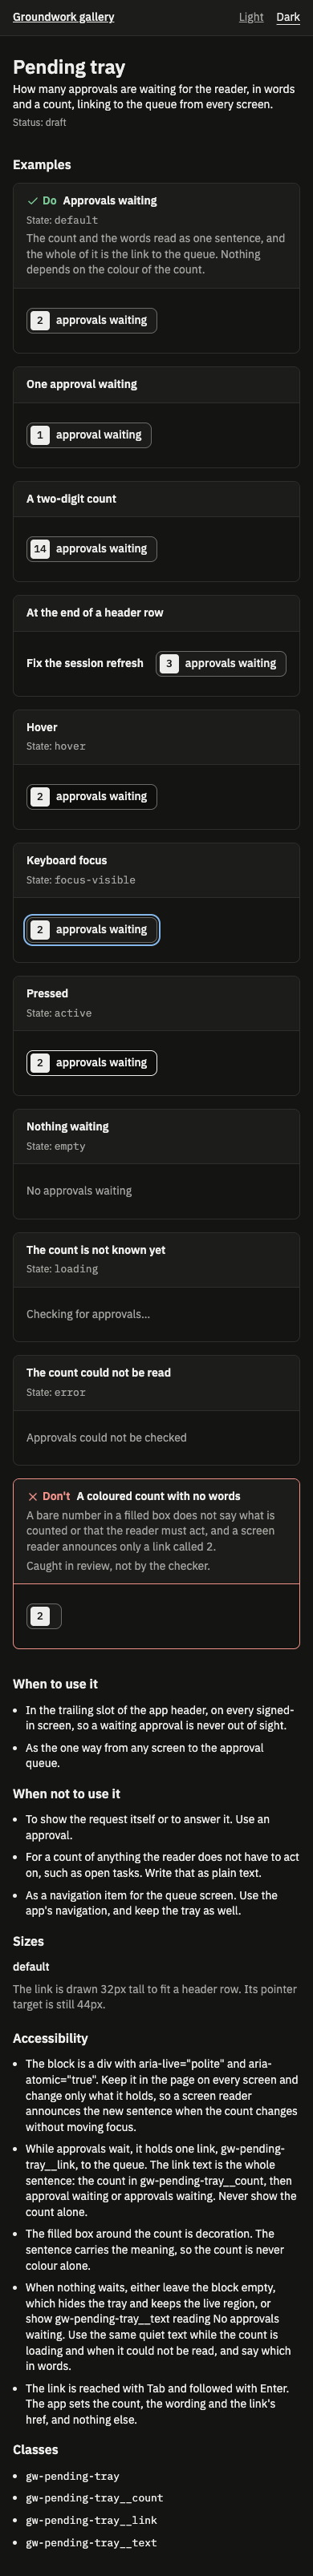 Groundwork gallery
Light
Dark
Pending tray
How many approvals are waiting for the reader, in words
and a count, linking to the queue from every screen.
Status: draft
Examples
Do Approvals waiting
State: default
The count and the words read as one sentence, and
the whole of it is the link to the queue. Nothing
depends on the colour of the count.
2 approvals waiting
One approval waiting
1 approval waiting
A two-digit count
14 approvals waiting
At the end of a header row
Fix the session refresh
3 approvals waiting
Hover
State: hover
2 approvals waiting
Keyboard focus
State: focus-visible
2 approvals waiting
Pressed
State: active
2 approvals waiting
Nothing waiting
State: empty
No approvals waiting
The count is not known yet
State: loading
Checking for approvals...
The count could not be read
State: error
Approvals could not be checked
Don't A coloured count with no words
A bare number in a filled box does not say what is
counted or that the reader must act, and a screen
reader announces only a link called 2.
Caught in review, not by the checker.
2
When to use it
In the trailing slot of the app header, on every signed-
in screen, so a waiting approval is never out of sight.
As the one way from any screen to the approval
queue.
When not to use it
To show the request itself or to answer it. Use an
approval.
For a count of anything the reader does not have to act
on, such as open tasks. Write that as plain text.
As a navigation item for the queue screen. Use the
app's navigation, and keep the tray as well.
Sizes
default
The link is drawn 32px tall to fit a header row. Its pointer
target is still 44px.
Accessibility
The block is a div with aria-live="polite" and aria-
atomic="true". Keep it in the page on every screen and
change only what it holds, so a screen reader
announces the new sentence when the count changes
without moving focus.
While approvals wait, it holds one link, gw-pending-
tray__link, to the queue. The link text is the whole
sentence: the count in gw-pending-tray__count, then
approval waiting or approvals waiting. Never show the
count alone.
The filled box around the count is decoration. The
sentence carries the meaning, so the count is never
colour alone.
When nothing waits, either leave the block empty,
which hides the tray and keeps the live region, or
show gw-pending-tray__text reading No approvals
waiting. Use the same quiet text while the count is
loading and when it could not be read, and say which
in words.
The link is reached with Tab and followed with Enter.
The app sets the count, the wording and the link's
href, and nothing else.
Classes
gw-pending-tray
gw-pending-tray__count
gw-pending-tray__link
gw-pending-tray__text